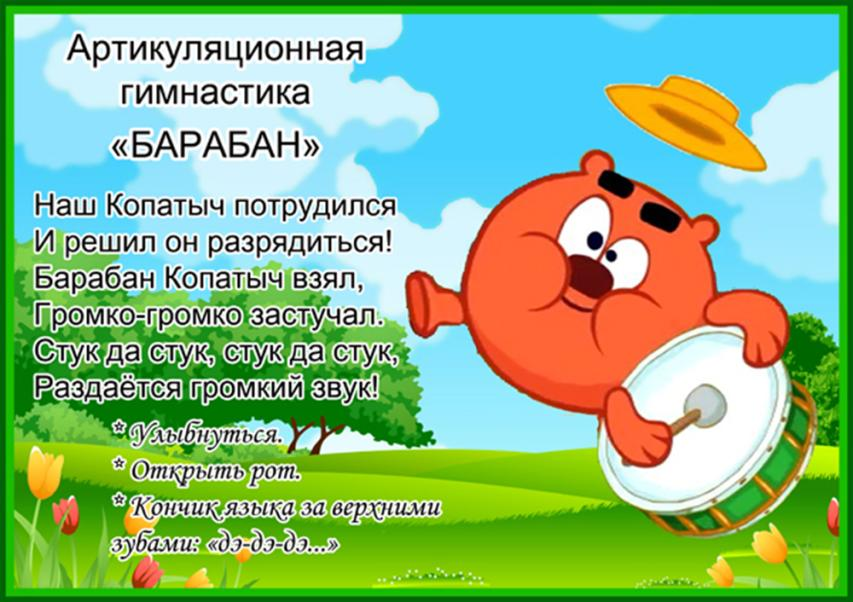 Артикуляционная
гимнастика
«БАРАБАН»
Наш Копатыч потрудился
И решил он разрядиться!
Барабан Копатыч взял,
Громко-громко застучал.
Стук да стук, стук да стук,
Раздаётся громкий звук!
* Улыбнуться.
* Открыть рот.
* Кончик языка за верхними
зубами: «дэ-дэ-дэ...»